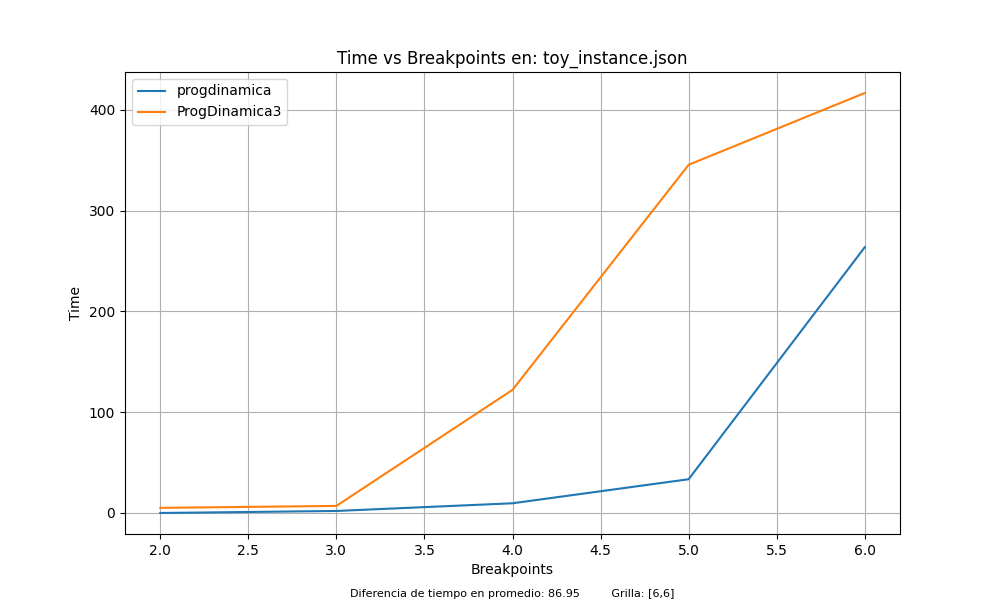 Time vs Breakpoints en: toy_instance.json
progdinamica
ProgDinamica3
400
300
200
100
0
Time
2.0 2.5 3.0 3.5 4.0 4.5 5.0 5.5 6.0
Breakpoints
Diferencia de tiempo en promedio: 86.95 Grilla: [6,6]